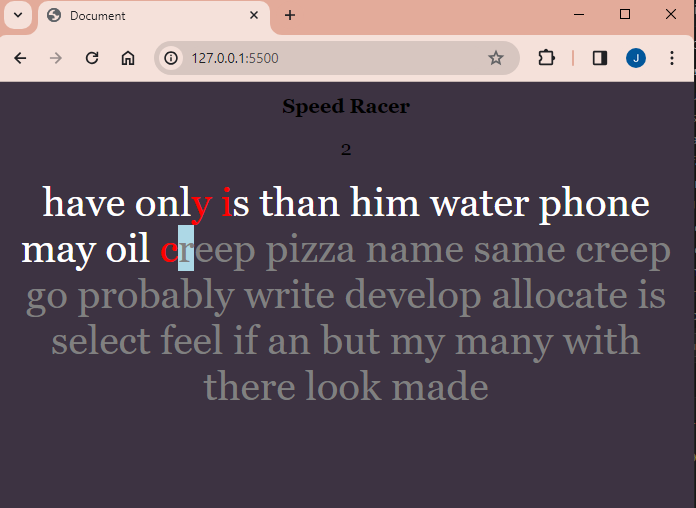 Document
127.0.0.1:5500
J
Speed Racer
2
have only is than him water phone
may oil creep pizza name same creep
go probably write develop allocate is
select feel if an but my many with
there look made